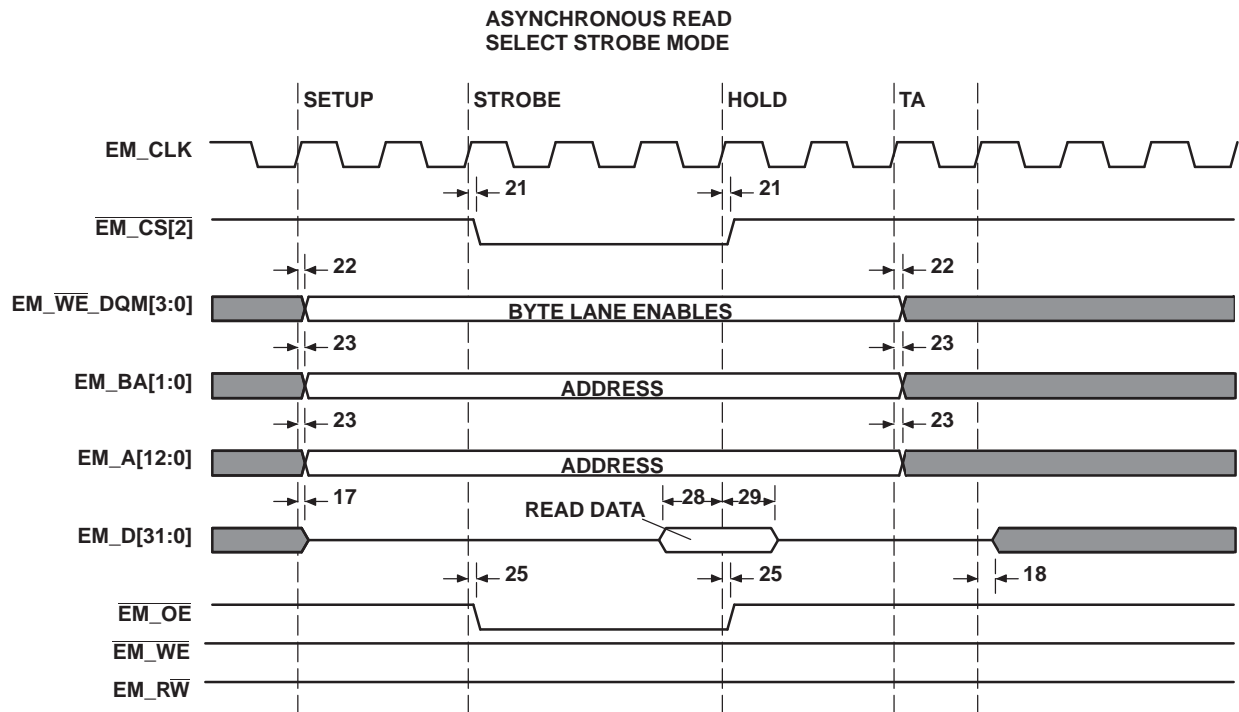 ASYNCHRONOUS READ
SELECT STROBE MODE
SETUP STROBE HOLD TA
EM_CLK
21 21
EM_CS[2]
22 22
EM_WE_DQM[3:0] BYTE LANE ENABLES
23 23
EM_BA[1:0] ADDRESS
23 23
EM_A[12:0] ADDRESS
17 28 29
READ DATA
EM_D[31:0]
25 25 18
EM_OE
EM_WE
EM_RW